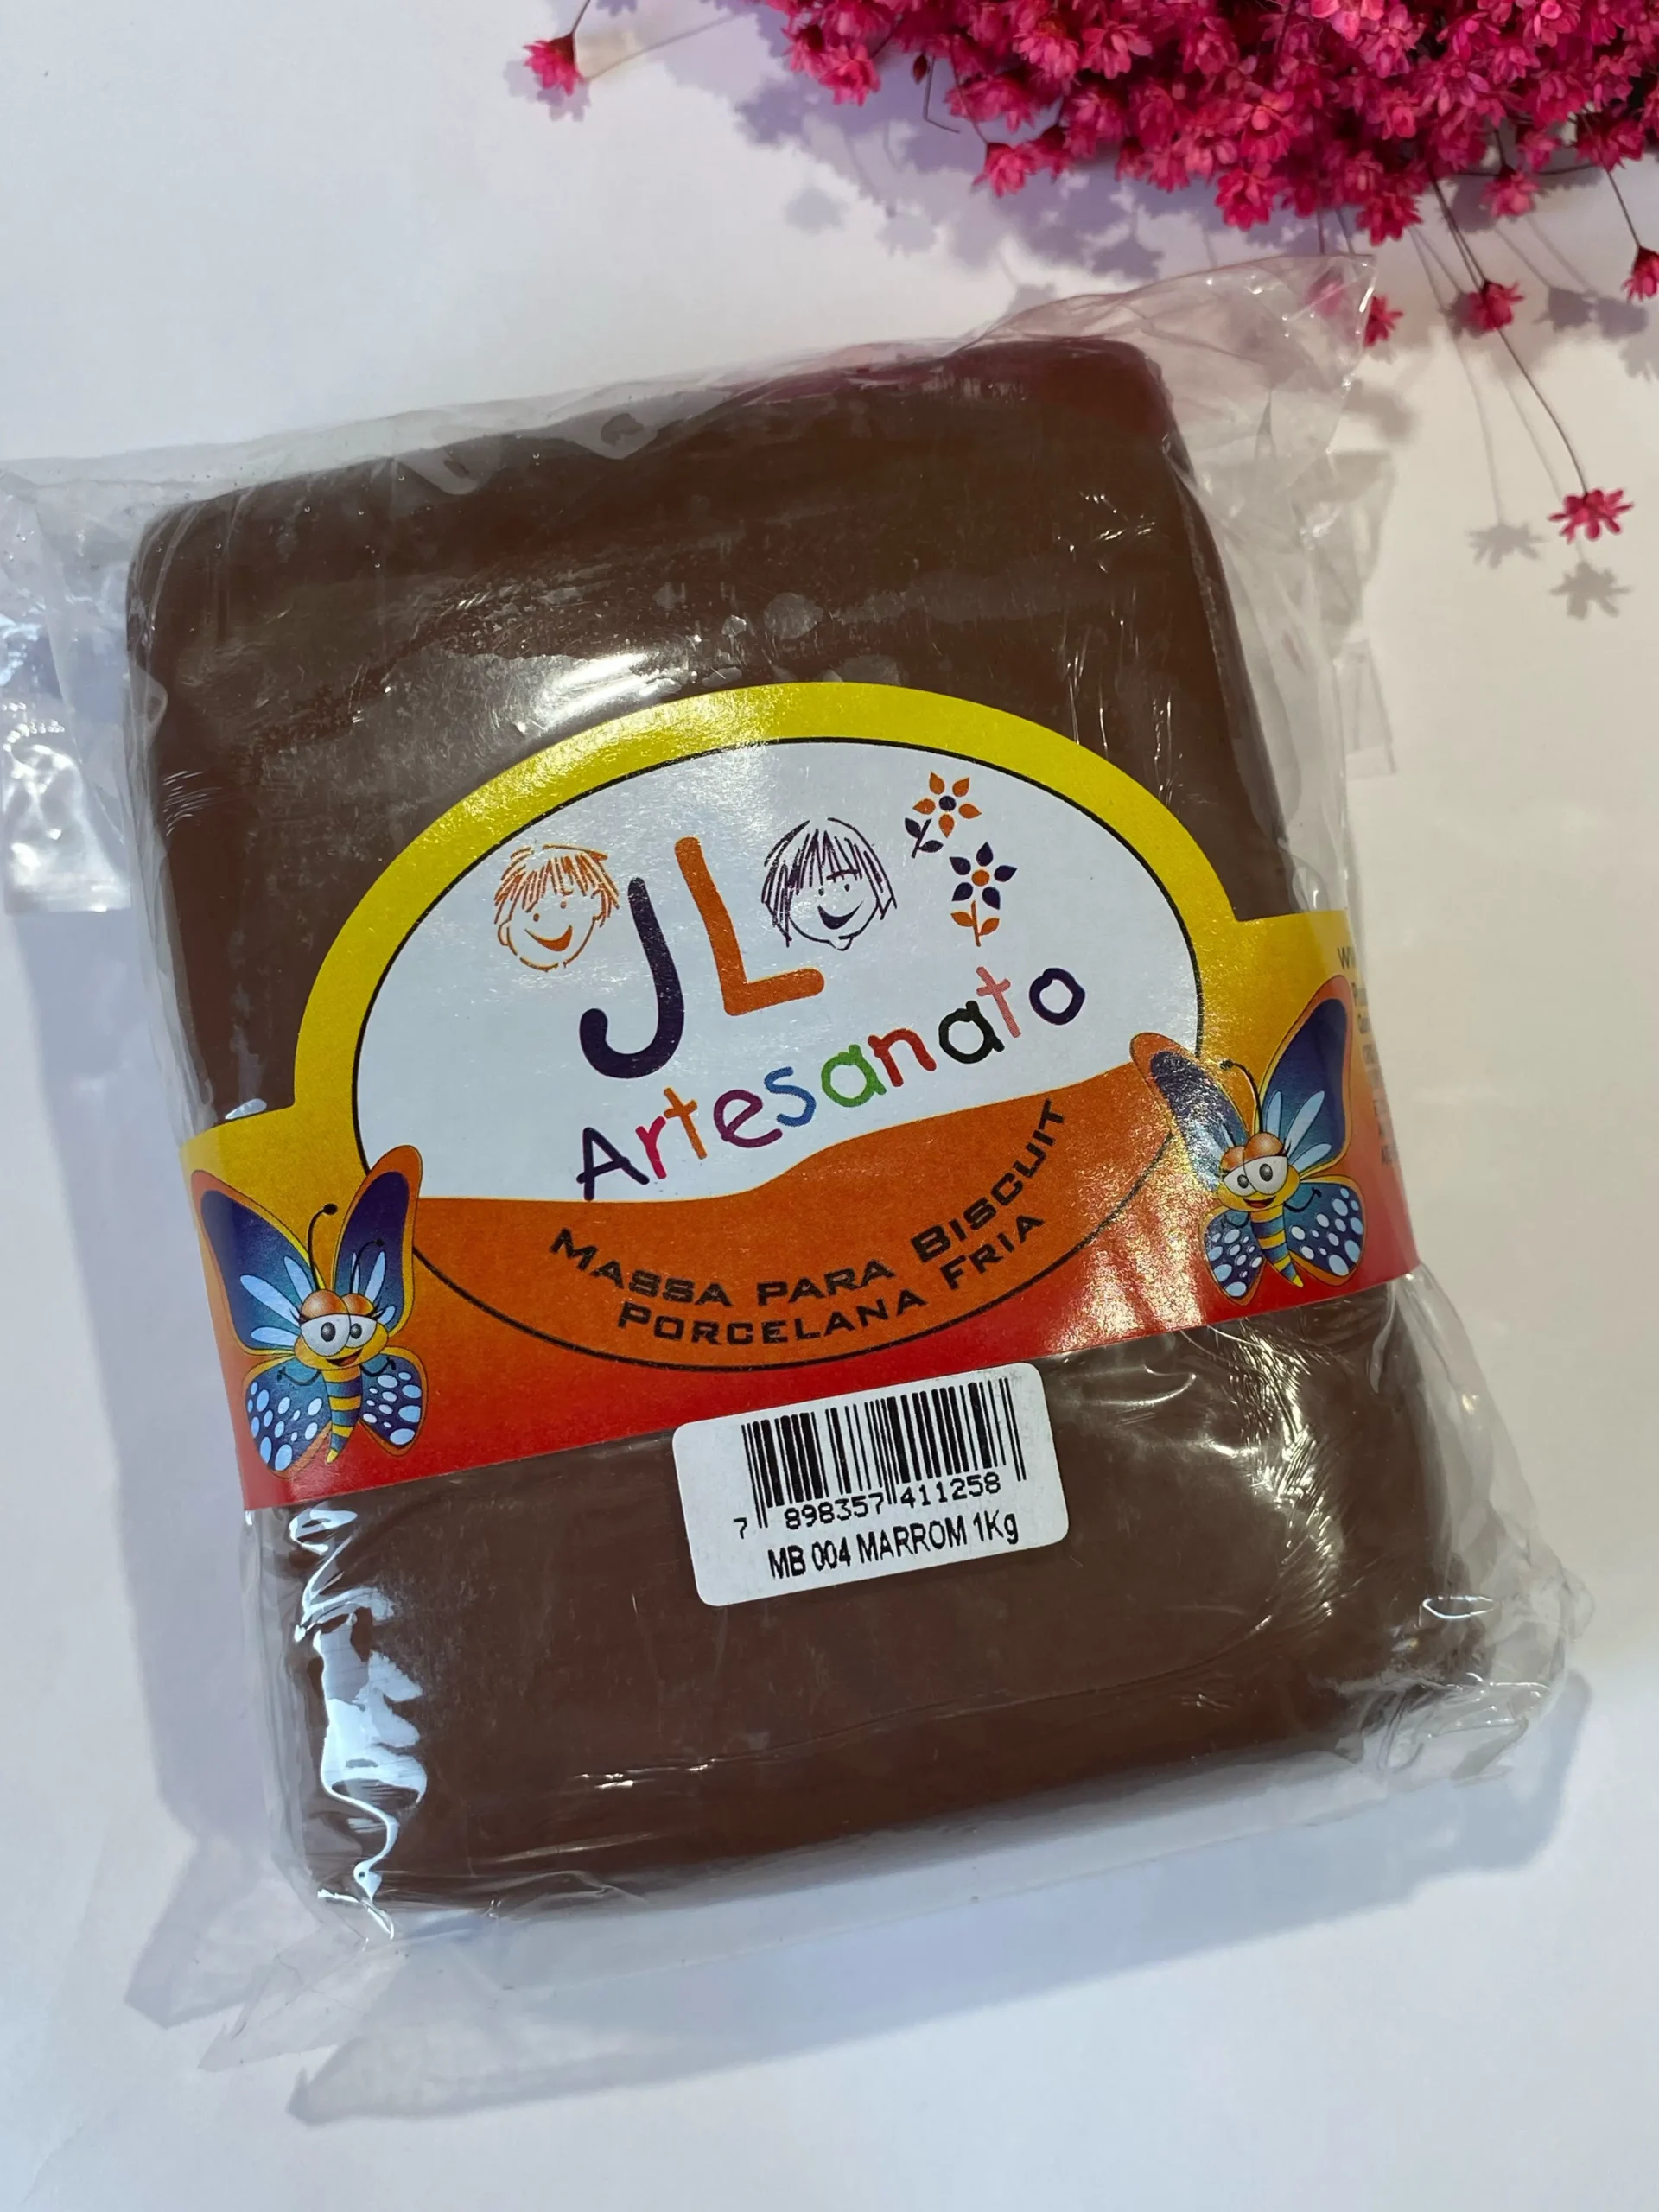 JL
Artesanato
MASSA PARA BISCUIT
PORCELANA FRIA
7 898357 411258
MB 004 MARROM 1Kg